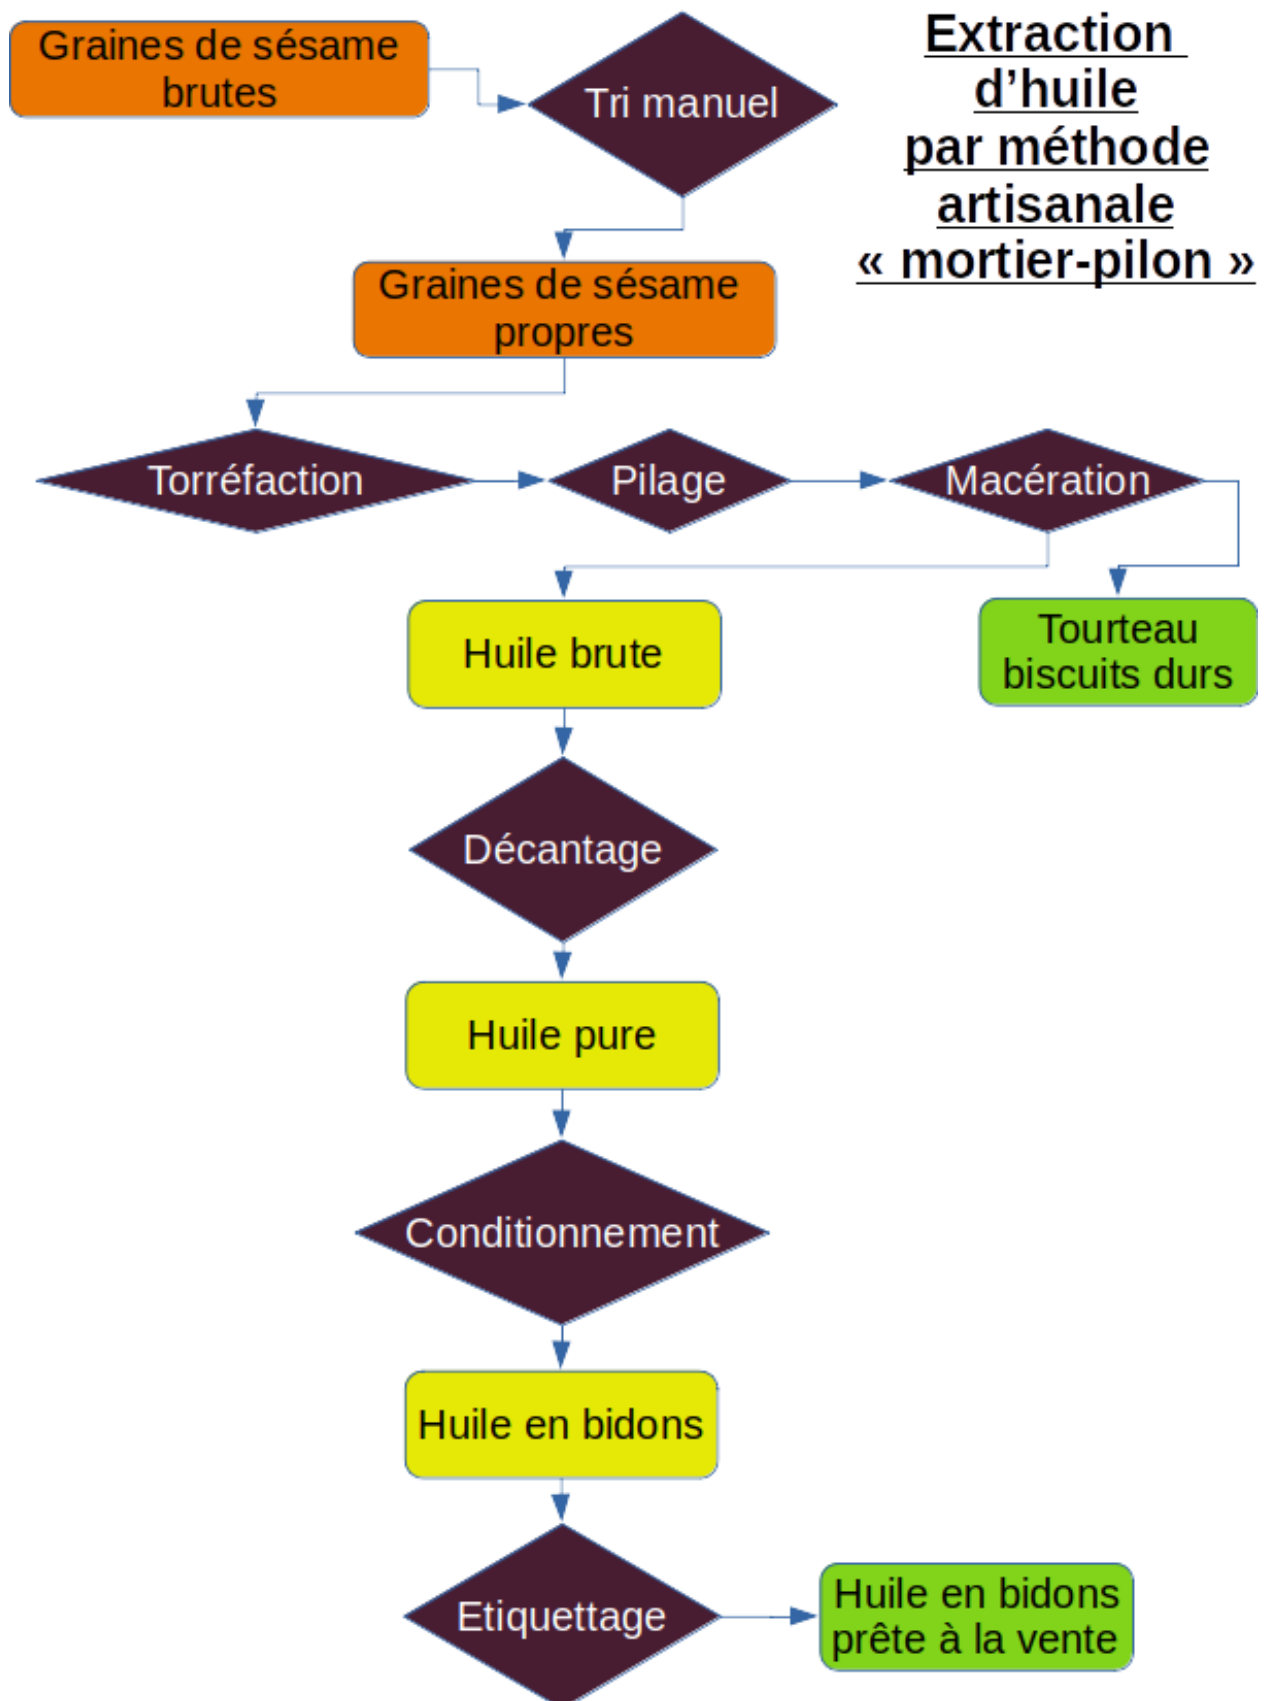 Extraction
d'huile
par méthode
artisanale
« mortier-pilon »
Graines de sésame
brutes
Tri manuel
Graines de sésame
propres
Torréfaction
Pilage
Macération
Huile brute
Tourteau
biscuits durs
Décantage
Huile pure
Conditionnement
Huile en bidons
Etiquettage
Huile en bidons
prête à la vente